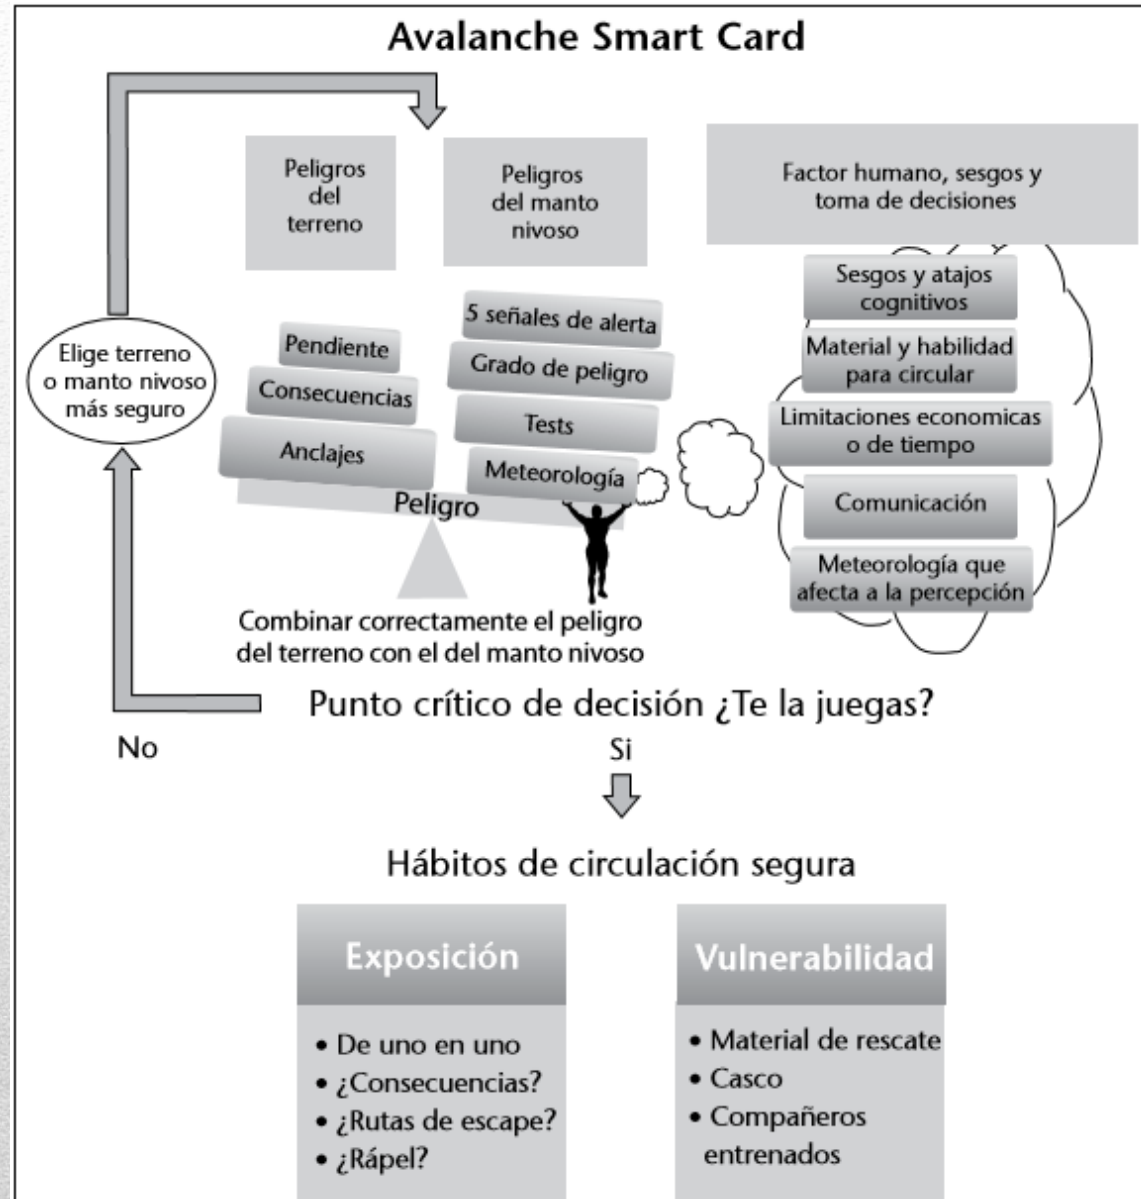 Avalanche Smart Card
Peligros
del
terreno
Peligros
del manto
nivoso
Factor humano, sesgos y
toma de decisiones
Elige terreno
o manto nivoso
más seguro
Pendiente
Consecuencias
Anclajes
5 señales de alerta
Grado de peligro
Tests
Meteorología
Peligro
Sesgos y atajos
cognitivos
Material y habilidad
para circular
Limitaciones economicas
o de tiempo
Comunicación
Meteorología que
afecta a la percepción
Combinar correctamente el peligro
del terreno con el del manto nivoso
Punto crítico de decisión ¿Te la juegas?
No
Si
Hábitos de circulación segura
Exposición
• De uno en uno
• ¿Consecuencias?
• ¿Rutas de escape?
• ¿Rápel?
Vulnerabilidad
• Material de rescate
• Casco
• Compañeros
entrenados